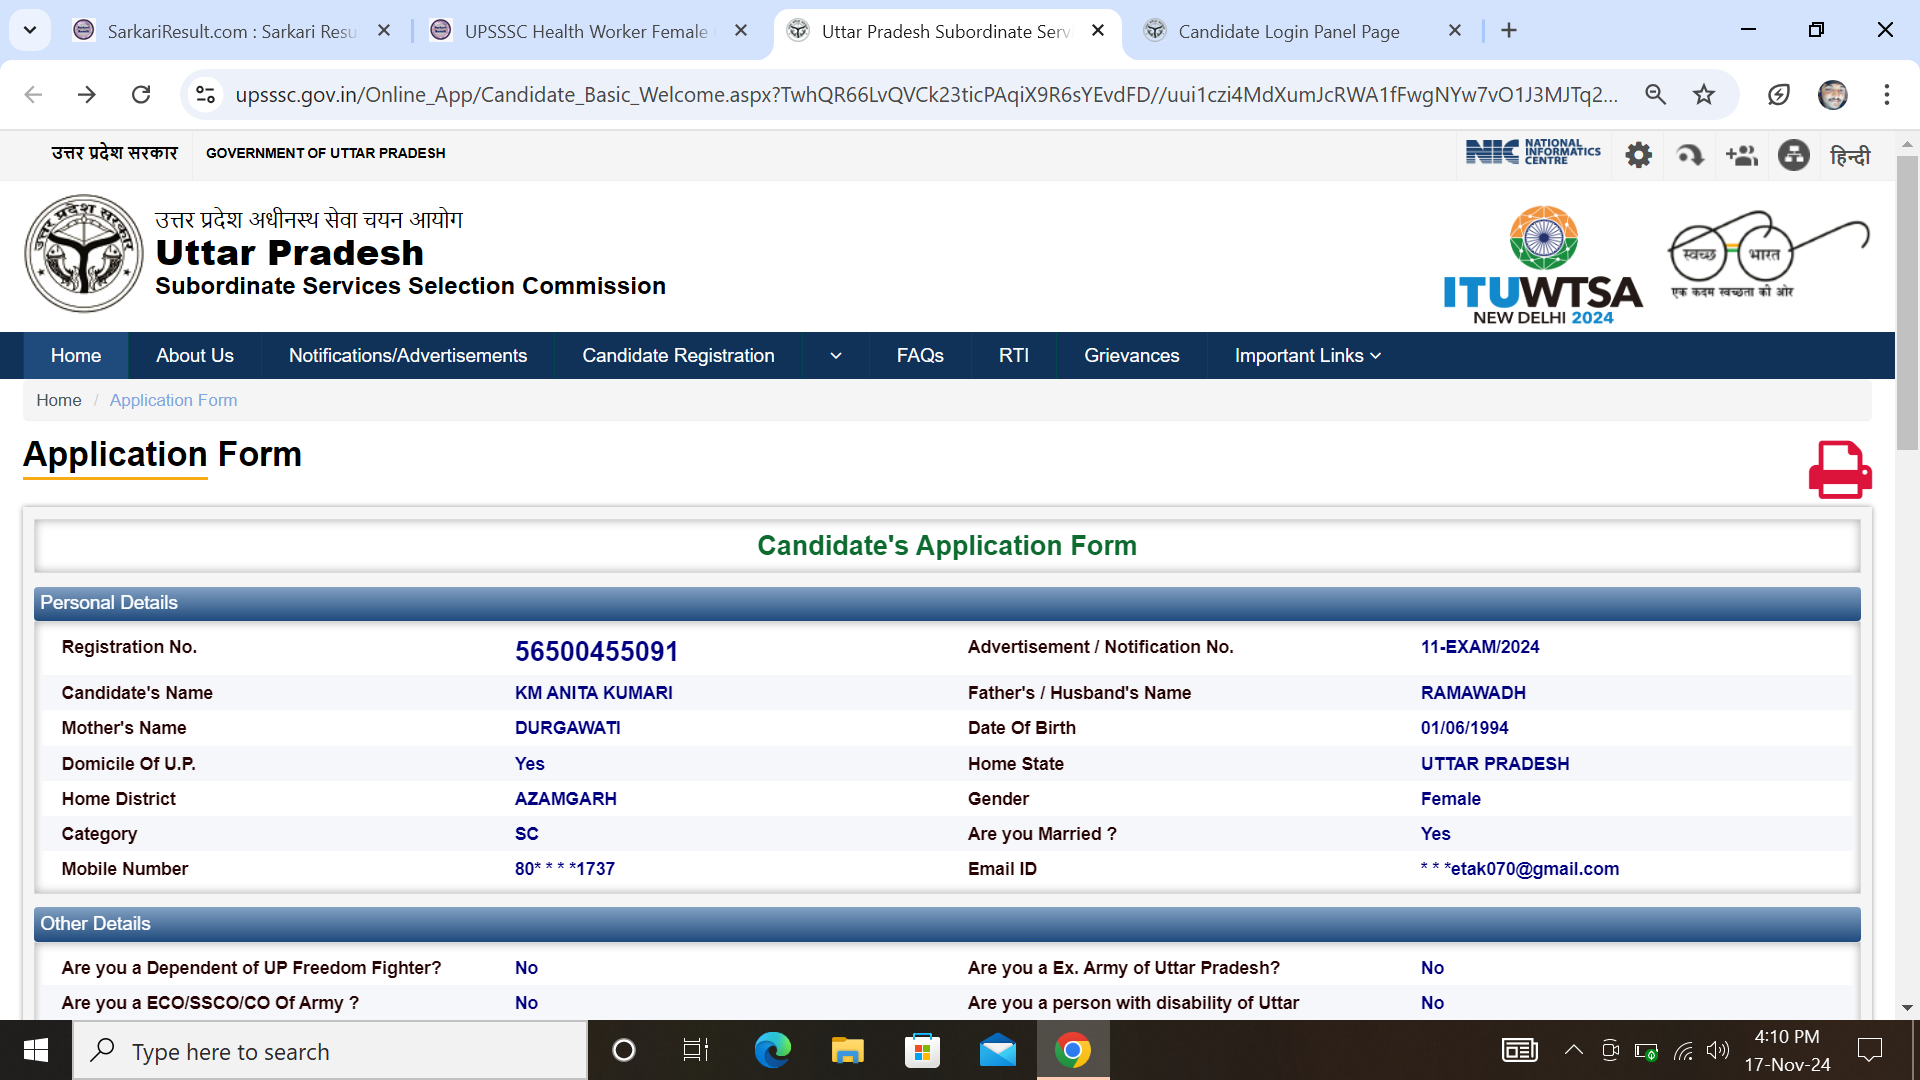 SarkariResult.com : Sarkari Resu
UPSSSC Health Worker Female
Uttar Pradesh Subordinate Serv
Candidate Login Panel Page
upsssc.gov.in/Online_App/Candidate_Basic_Welcome.aspx?TwhQR66LvQVCk23ticPAqiX9R6sYEvdFD//uui1czi4MdXumJcRWA1fFwgNYw7vO1J3MJTq2...
उत्तर प्रदेश सरकार GOVERNMENT OF UTTAR PRADESH
NIC NATIONAL INFORMATICS CENTRE
हिन्दी
उत्तर प्रदेश सरकार
उत्तर प्रदेश अधीनस्थ सेवा चयन आयोग
Uttar Pradesh
Subordinate Services Selection Commission
ITUWTSA
NEW DELHI 2024
स्वच्छ भारत
एक कदम स्वच्छता की ओर
Home About Us Notifications/Advertisements Candidate Registration FAQs RTI Grievances Important Links
Home / Application Form
Application Form
Candidate's Application Form
Personal Details
Registration No. 56500455091 Advertisement / Notification No. 11-EXAM/2024
Candidate's Name KM ANITA KUMARI Father's / Husband's Name RAMAWADH
Mother's Name DURGAWATI Date Of Birth 01/06/1994
Domicile Of U.P. Yes Home State UTTAR PRADESH
Home District AZAMGARH Gender Female
Category SC Are you Married ? Yes
Mobile Number 80* * * *1737 Email ID * * *etak070@gmail.com
Other Details
Are you a Dependent of UP Freedom Fighter? No Are you a Ex. Army of Uttar Pradesh? No
Are you a ECO/SSCO/CO Of Army ? No Are you a person with disability of Uttar No
Type here to search
4:10 PM
17-Nov-24